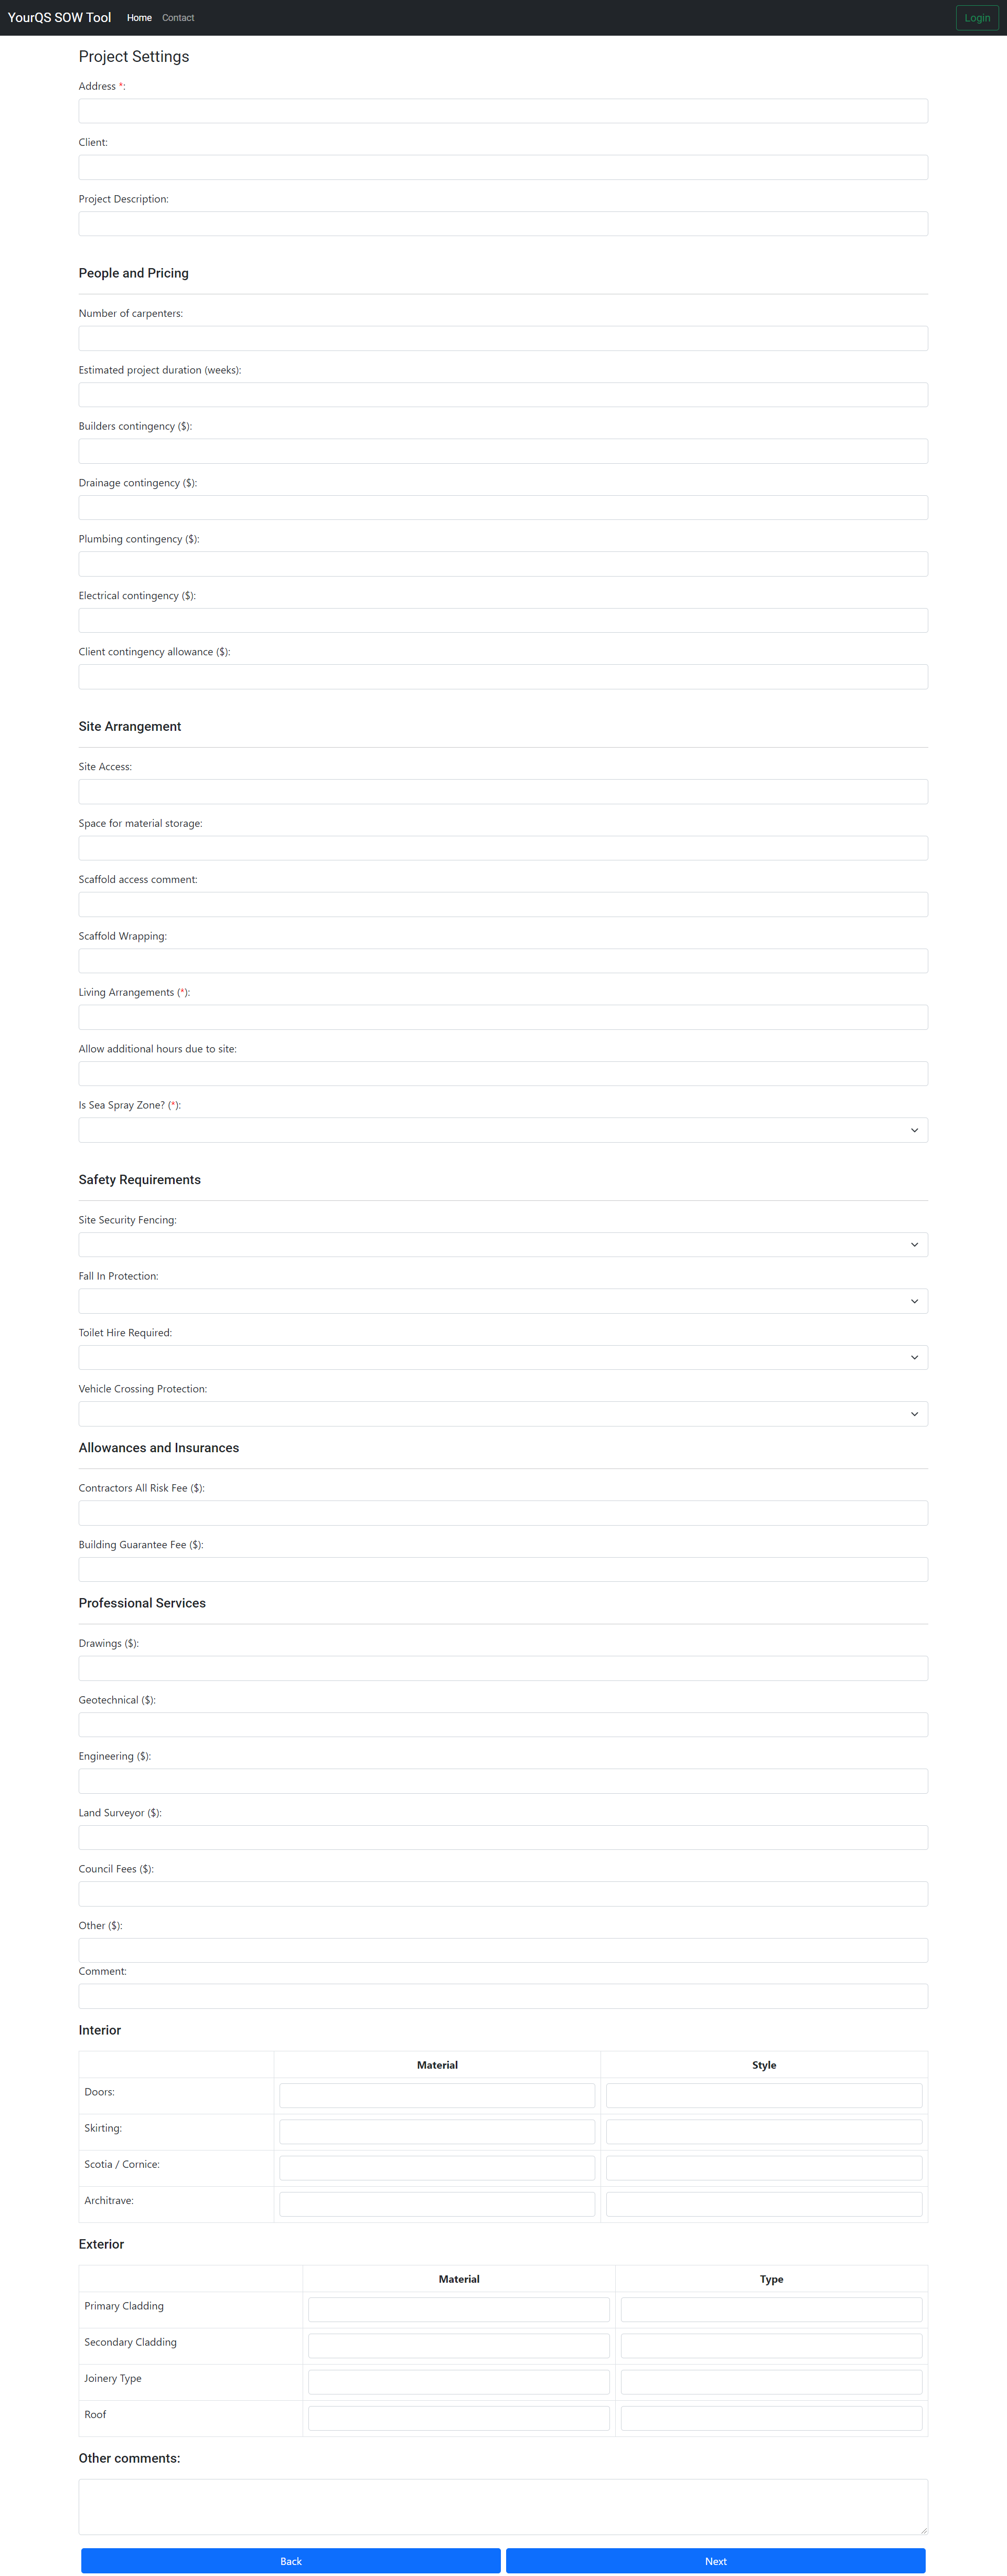 YourQS SOW Tool Home Contact Login
Project Settings
Address *:
Client:
Project Description:
People and Pricing
Number of carpenters:
Estimated project duration (weeks):
Builders contingency ($):
Drainage contingency ($):
Plumbing contingency ($):
Electrical contingency ($):
Client contingency allowance ($):
Site Arrangement
Site Access:
Space for material storage:
Scaffold access comment:
Scaffold Wrapping:
Living Arrangements (*):
Allow additional hours due to site:
Is Sea Spray Zone? (*):
Safety Requirements
Site Security Fencing:
Fall In Protection:
Toilet Hire Required:
Vehicle Crossing Protection:
Allowances and Insurances
Contractors All Risk Fee ($):
Building Guarantee Fee ($):
Professional Services
Drawings ($):
Geotechnical ($):
Engineering ($):
Land Surveyor ($):
Council Fees ($):
Other ($):
Comment:
Interior
Material Style
Doors:
Skirting:
Scotia / Cornice:
Architrave:
Exterior
Material Type
Primary Cladding
Secondary Cladding
Joinery Type
Roof
Other comments:
Back Next